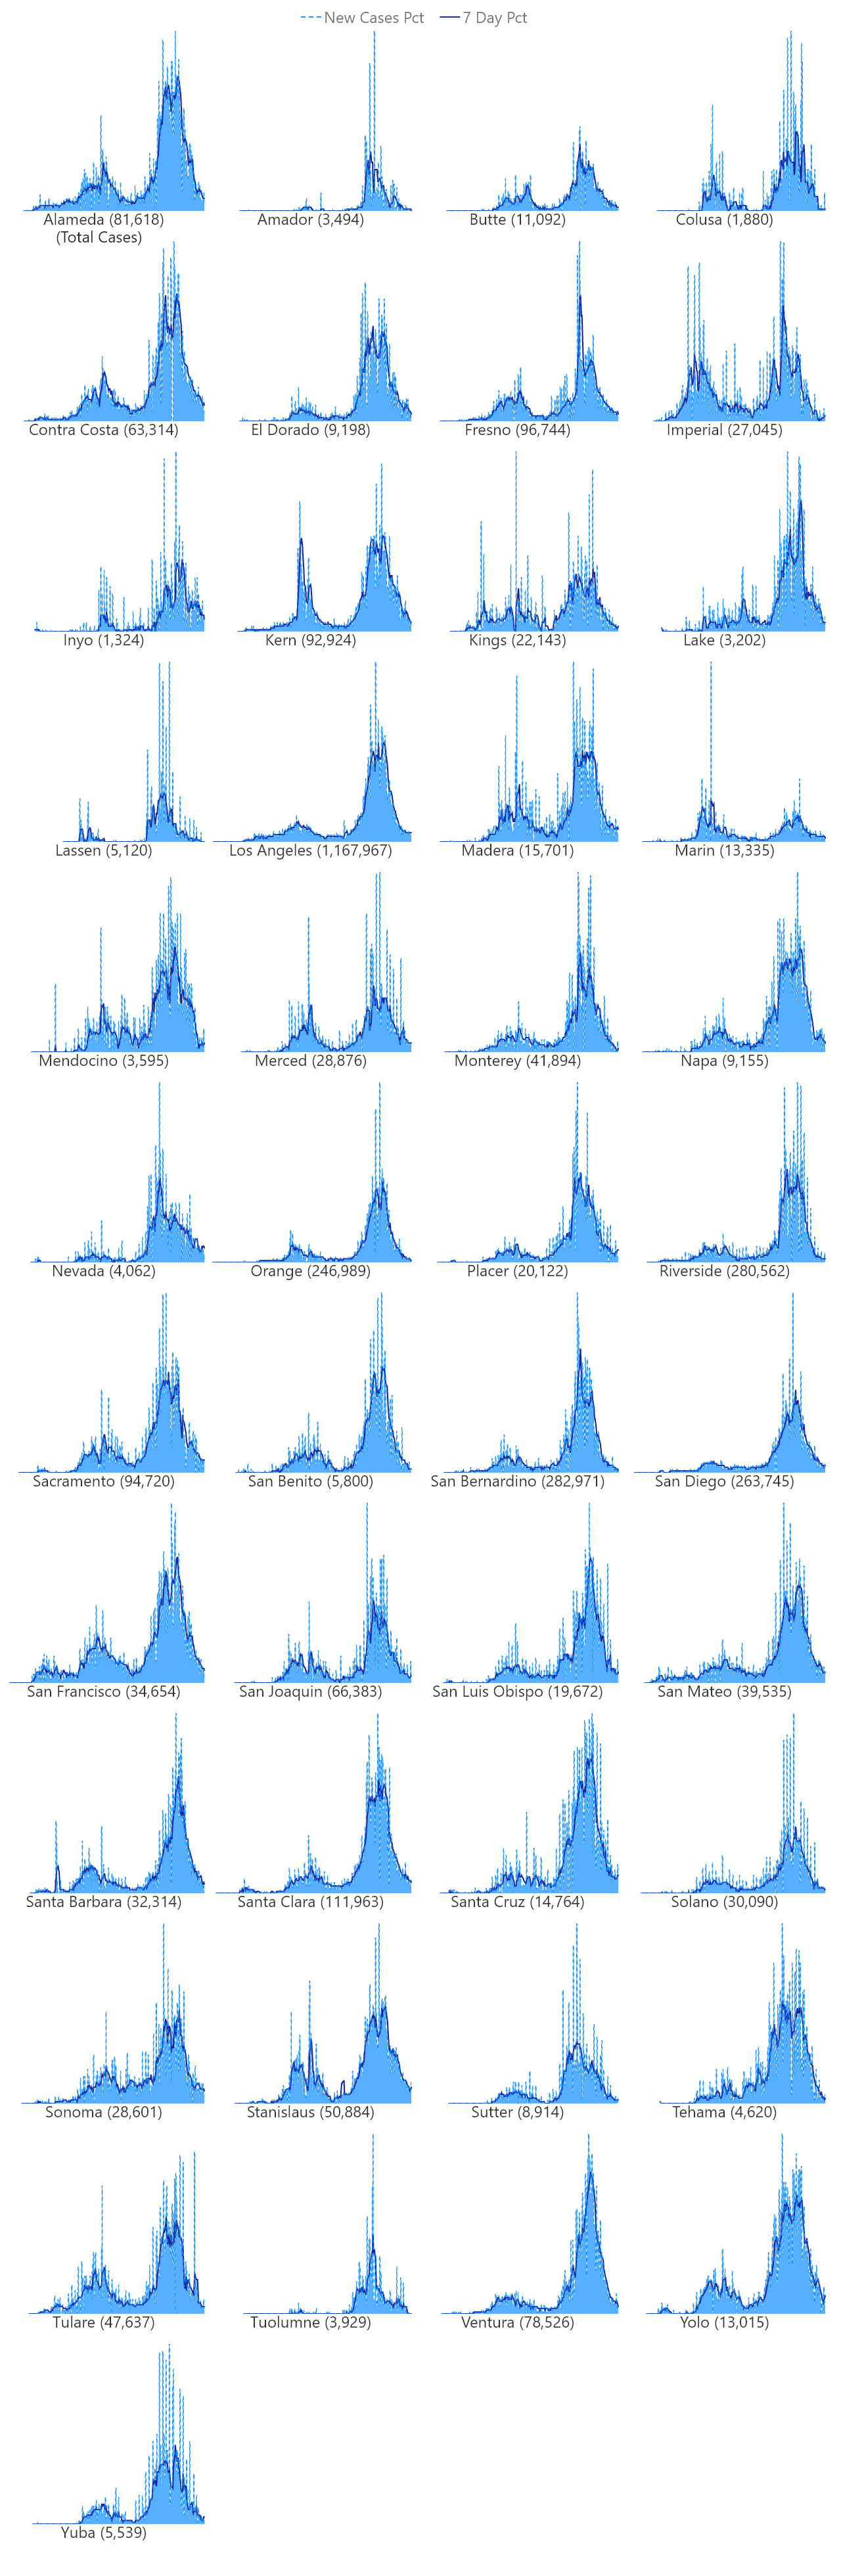 New Cases Pct 7 Day Pct
Alameda (81,618) Amador (3,494) Butte (11,092) Colusa (1,880)
(Total Cases)
Contra Costa (63,314) El Dorado (9,198) Fresno (96,744) Imperial (27,045)
Inyo (1,324) Kern (92,924) Kings (22,143) Lake (3,202)
Lassen (5,120) Los Angeles (1,167,967) Madera (15,701) Marin (13,335)
Mendocino (3,595) Merced (28,876) Monterey (41,894) Napa (9,155)
Nevada (4,062) Orange (246,989) Placer (20,122) Riverside (280,562)
Sacramento (94,720) San Benito (5,800) San Bernardino (282,971) San Diego (263,745)
San Francisco (34,654) San Joaquin (66,383) San Luis Obispo (19,672) San Mateo (39,535)
Santa Barbara (32,314) Santa Clara (111,963) Santa Cruz (14,764) Solano (30,090)
Sonoma (28,601) Stanislaus (50,884) Sutter (8,914) Tehama (4,620)
Tulare (47,637) Tuolumne (3,929) Ventura (78,526) Yolo (13,015)
Yuba (5,539)